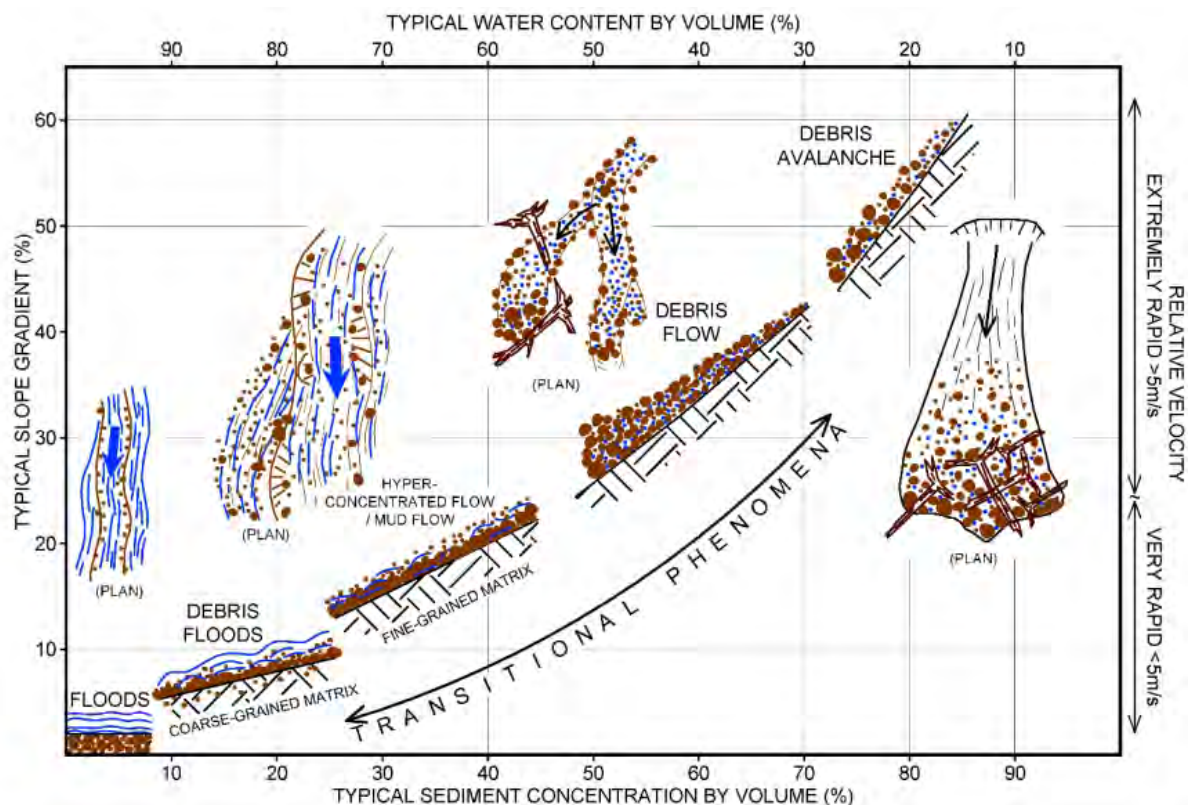 TYPICAL WATER CONTENT BY VOLUME (%)
90 80 70 60 50 40 30 20 10
TYPICAL SLOPE GRADIENT (%)
60
50
40
30
20
10
DEBRIS
AVALANCHE
DEBRIS
FLOW
(PLAN)
HYPER-
CONCENTRATED FLOW
/ MUD FLOW
(PLAN)
(PLAN)
(PLAN)
FINE-GRAINED MATRIX
DEBRIS
FLOODS
COARSE-GRAINED MATRIX
FLOODS
TRANSITIONAL PHENOMENA
EXTREMELY RAPID >5m/s
VERY RAPID <5m/s
RELATIVE VELOCITY
10 20 30 40 50 60 70 80 90
TYPICAL SEDIMENT CONCENTRATION BY VOLUME (%)